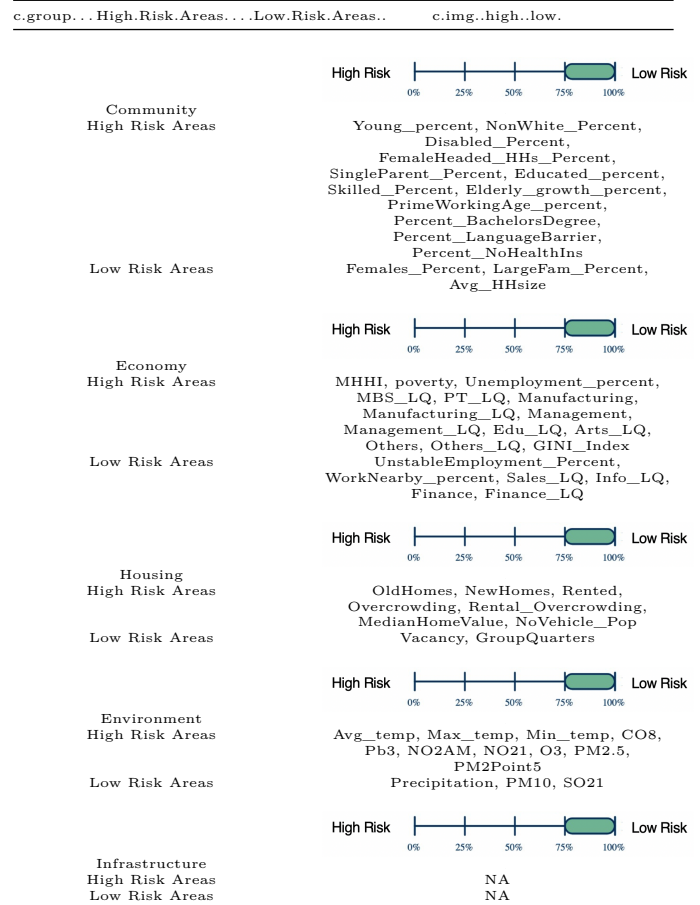 c.group...High.Risk.Areas....Low.Risk.Areas.. c.img..high..low.
High Risk Low Risk
0% 25% 50% 75% 100%
Community
High Risk Areas Young_percent, NonWhite_Percent,
Disabled_Percent,
FemaleHeaded_HHs_Percent,
SingleParent_Percent, Educated_percent,
Skilled_Percent, Elderly_growth_percent,
PrimeWorkingAge_percent,
Percent_BachelorsDegree,
Percent_LanguageBarrier,
Percent_NoHealthIns
Low Risk Areas Females_Percent, LargeFam_Percent,
Avg_HHsize
High Risk Low Risk
0% 25% 50% 75% 100%
Economy
High Risk Areas MHHI, poverty, Unemployment_percent,
MBS_LQ, PT_LQ, Manufacturing,
Manufacturing_LQ, Management,
Management_LQ, Edu_LQ, Arts_LQ,
Others, Others_LQ, GINI_Index
Low Risk Areas UnstableEmployment_Percent,
WorkNearby_percent, Sales_LQ, Info_LQ,
Finance, Finance_LQ
High Risk Low Risk
0% 25% 50% 75% 100%
Housing
High Risk Areas OldHomes, NewHomes, Rented,
Overcrowding, Rental_Overcrowding,
MedianHomeValue, NoVehicle_Pop
Low Risk Areas Vacancy, GroupQuarters
High Risk Low Risk
0% 25% 50% 75% 100%
Environment
High Risk Areas Avg_temp, Max_temp, Min_temp, CO8,
Pb3, NO2AM, NO21, O3, PM2.5,
PM2Point5
Low Risk Areas Precipitation, PM10, SO21
High Risk Low Risk
0% 25% 50% 75% 100%
Infrastructure
High Risk Areas NA
Low Risk Areas NA